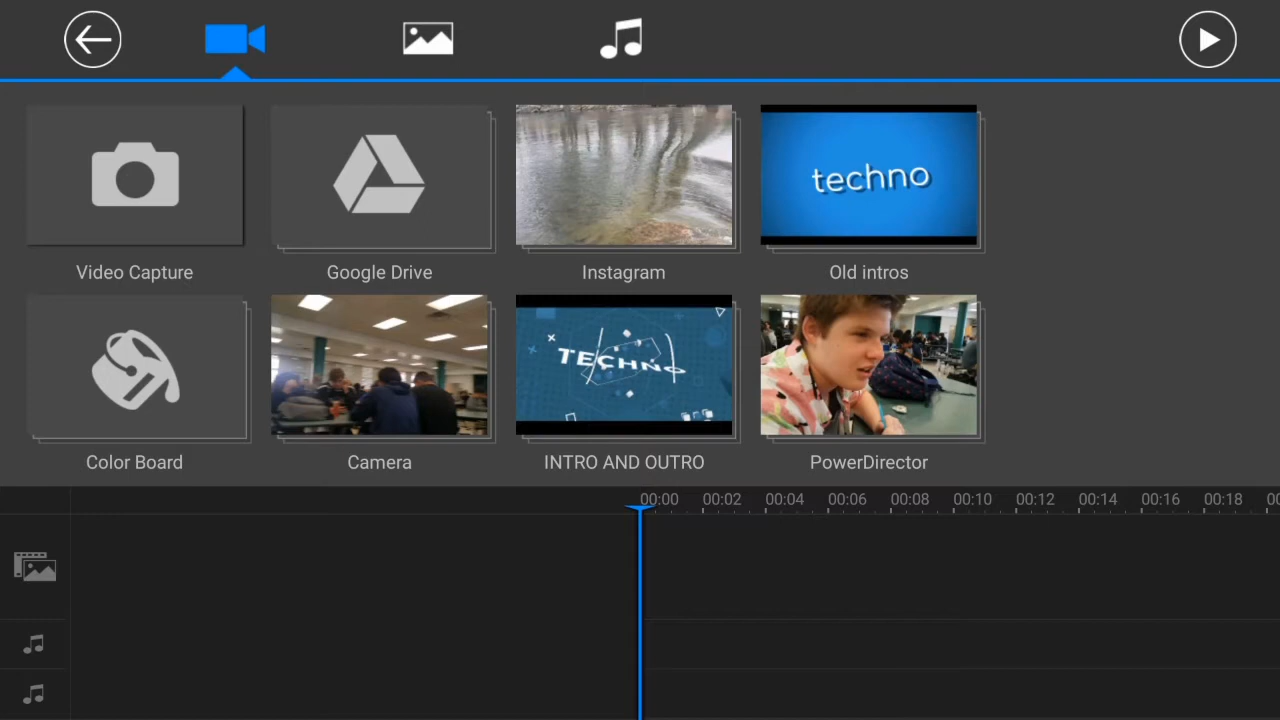 techno
Video Capture
Google Drive
Instagram
Old intros
TECHNO
Color Board
Camera
INTRO AND OUTRO
PowerDirector
00:00 00:02 00:04 00:06 00:08 00:10 00:12 00:14 00:16 00:18